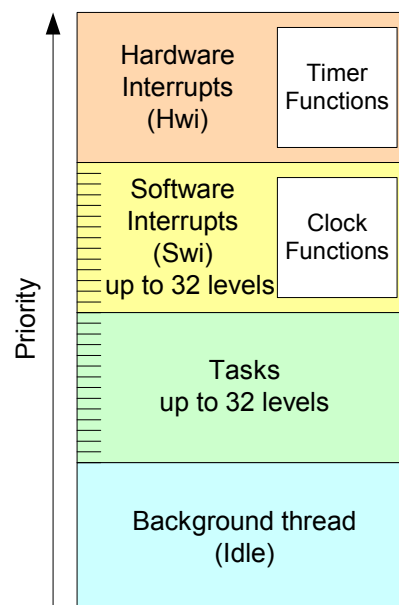 Priority
Hardware
Interrupts
(Hwi)
Timer
Functions
Software
Interrupts
(Swi)
up to 32 levels
Clock
Functions
Tasks
up to 32 levels
Background thread
(Idle)